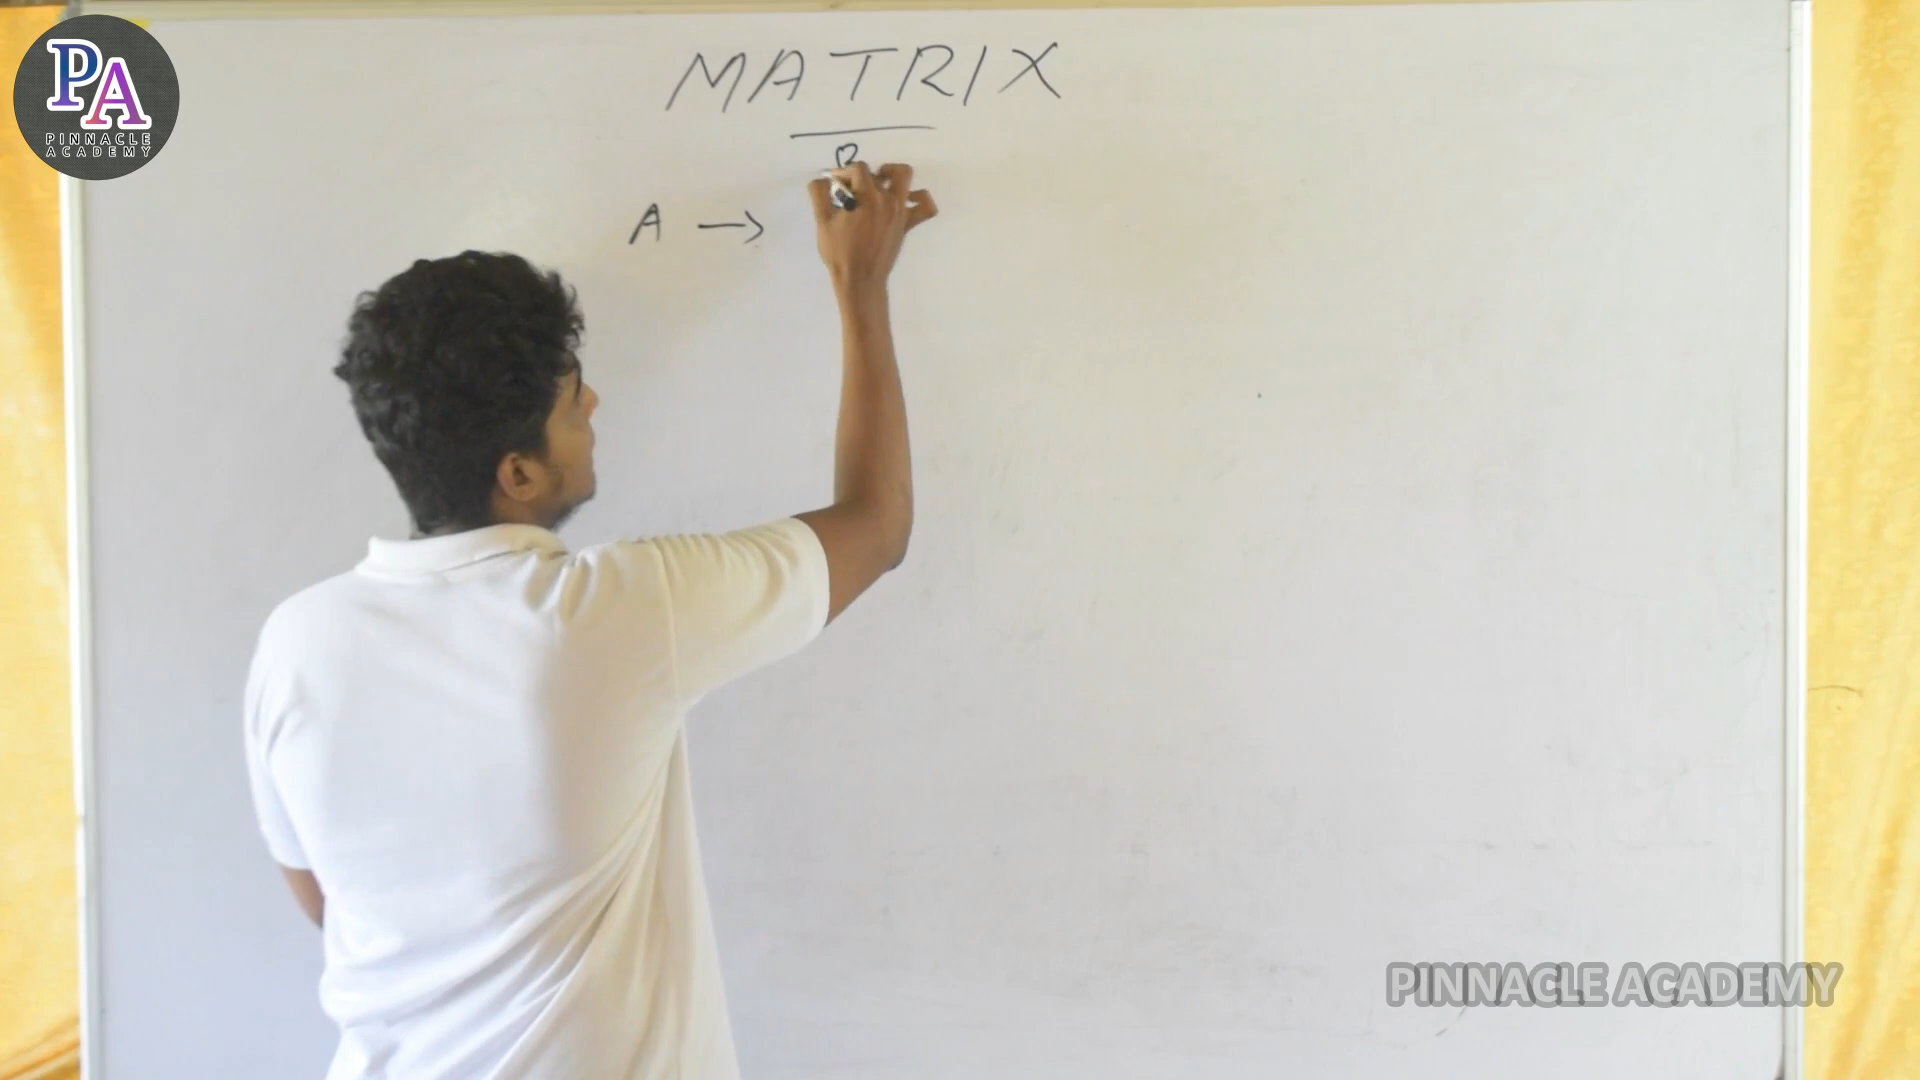 PA
PINNACLE
ACADEMY
MATRIX
A →
PINNACLE ACADEMY